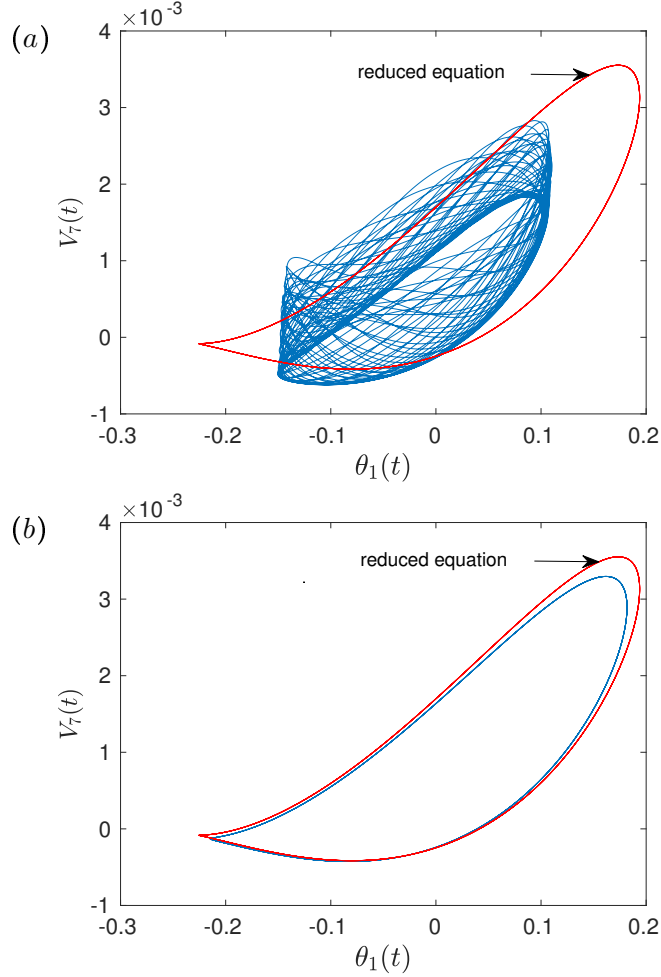 (a)
×10⁻³
4
3
2
1
0
-1
V₇(t)
reduced equation
-0.3 -0.2 -0.1 0 0.1 0.2
θ₁(t)
(b)
×10⁻³
4
3
2
1
0
-1
V₇(t)
reduced equation
-0.3 -0.2 -0.1 0 0.1 0.2
θ₁(t)